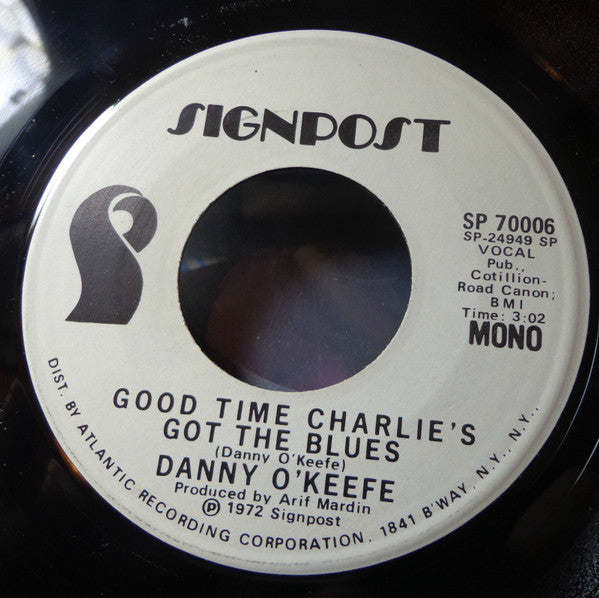 SIGNPOST
SP 70006
SP-24949 SP
VOCAL
Pub.,
Cotillion-
Road Canon;
BMI
Time: 3:02
MONO
GOOD TIME CHARLIE'S
GOT THE BLUES
(Danny O'Keefe)
DANNY O'KEEFE
Produced by Arif Mardin
Ⓟ 1972 Signpost
DIST. BY ATLANTIC RECORDING CORPORATION, 1841 B'WAY, N.Y., N.Y.,